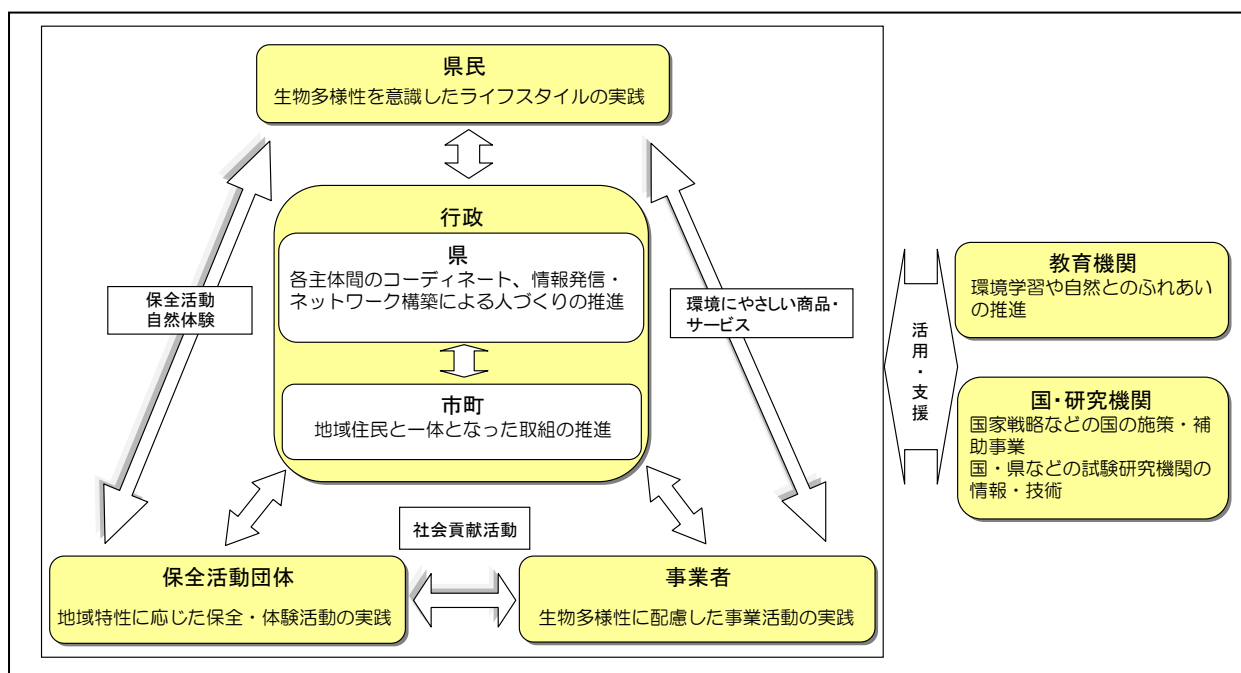 県民
生物多様性を意識したライフスタイルの実践
行政
県
各主体間のコーディネート、情報発信・
ネットワーク構築による人づくりの推進
市町
地域住民と一体となった取組の推進
保全活動
自然体験
環境にやさしい商品・
サービス
社会貢献活動
保全活動団体
地域特性に応じた保全・体験活動の実践
事業者
生物多様性に配慮した事業活動の実践
活用・支援
教育機関
環境学習や自然とのふれあい
の推進
国・研究機関
国家戦略などの国の施策・補
助事業
国・県などの試験研究機関の
情報・技術